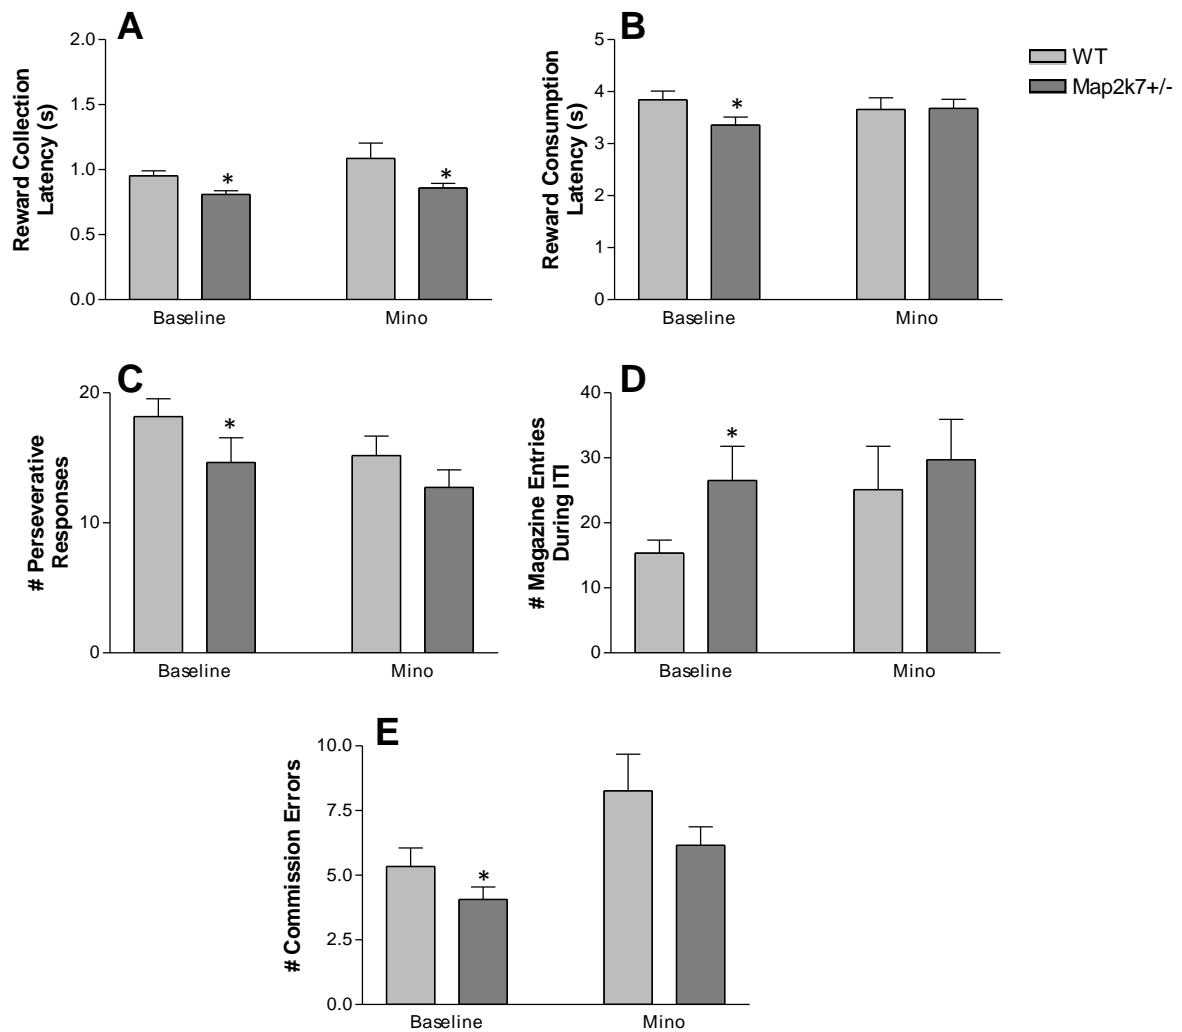 A
2.0
1.5
1.0
0.5
0.0
Reward Collection
Latency (s)
*
*
Baseline
Mino
B
5
4
3
2
1
0
Reward Consumption
Latency (s)
*
Baseline
Mino
WT
Map2k7+/-
C
20
10
0
# Perseverative
Responses
*
Baseline
Mino
D
40
30
20
10
0
# Magazine Entries
During ITI
*
Baseline
Mino
E
10.0
7.5
5.0
2.5
0.0
# Commission Errors
*
Baseline
Mino